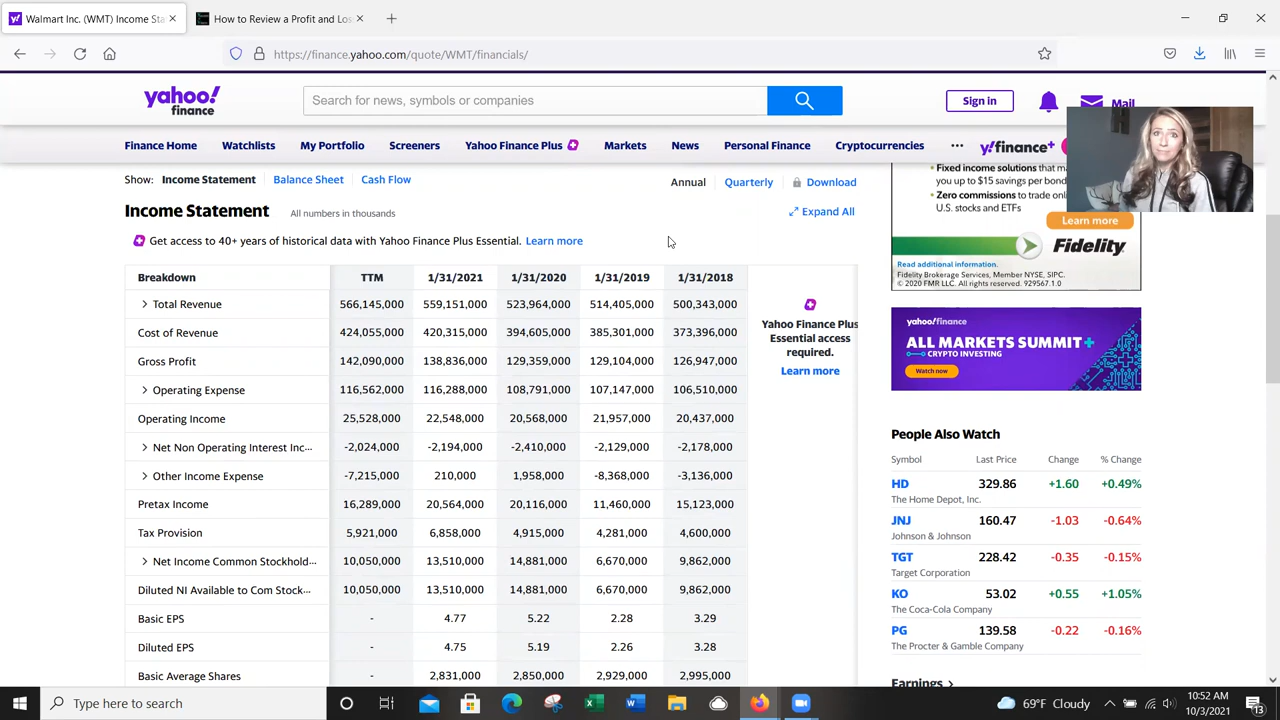 Walmart Inc. (WMT) Income Sta
How to Review a Profit and Los
https://finance.yahoo.com/quote/WMT/financials/
yahoo!
finance
Search for news, symbols or companies
Sign in
Mail
Finance Home Watchlists My Portfolio Screeners Yahoo Finance Plus Markets News Personal Finance Cryptocurrencies ... y!finance+
Show: Income Statement Balance Sheet Cash Flow
Annual Quarterly Download
Income Statement All numbers in thousands
Expand All
Get access to 40+ years of historical data with Yahoo Finance Plus Essential. Learn more
Breakdown TTM 1/31/2021 1/31/2020 1/31/2019 1/31/2018
Total Revenue 566,145,000 559,151,000 523,964,000 514,405,000 500,343,000
Cost of Revenue 424,055,000 420,315,000 394,605,000 385,301,000 373,396,000
Gross Profit 142,090,000 138,836,000 129,359,000 129,104,000 126,947,000
Operating Expense 116,562,000 116,288,000 108,791,000 107,147,000 106,510,000
Operating Income 25,528,000 22,548,000 20,568,000 21,957,000 20,437,000
Net Non Operating Interest Inc... -2,024,000 -2,194,000 -2,410,000 -2,129,000 -2,178,000
Other Income Expense -7,215,000 210,000 1,958,000 -8,368,000 -3,136,000
Pretax Income 16,289,000 20,564,000 20,116,000 11,460,000 15,123,000
Tax Provision 5,921,000 6,858,000 4,915,000 4,281,000 4,600,000
Net Income Common Stockhold... 10,050,000 13,510,000 14,881,000 6,670,000 9,862,000
Diluted NI Available to Com Stock... 10,050,000 13,510,000 14,881,000 6,670,000 9,862,000
Basic EPS - 4.77 5.22 2.28 3.29
Diluted EPS - 4.75 5.19 2.26 3.28
Basic Average Shares - 2,831,000 2,850,000 2,929,000 2,995,000
Yahoo Finance Plus
Essential access
required.
Learn more
Fixed income solutions that ma
you up to $15 savings per bond
Zero commissions to trade onli
U.S. stocks and ETFs
Learn more
Fidelity
Read additional information.
Fidelity Brokerage Services, Member NYSE, SIPC.
© 2020 FMR LLC. All rights reserved. 929567.1.0
yahoo!finance
ALL MARKETS SUMMIT+
CRYPTO INVESTING
Watch now
People Also Watch
Symbol Last Price Change % Change
HD 329.86 +1.60 +0.49%
The Home Depot, Inc.
JNJ 160.47 -1.03 -0.64%
Johnson & Johnson
TGT 228.42 -0.35 -0.15%
Target Corporation
KO 53.02 +0.55 +1.05%
The Coca-Cola Company
PG 139.58 -0.22 -0.16%
The Procter & Gamble Company
Earnings
Type here to search
69°F Cloudy
10:52 AM
10/3/2021
13